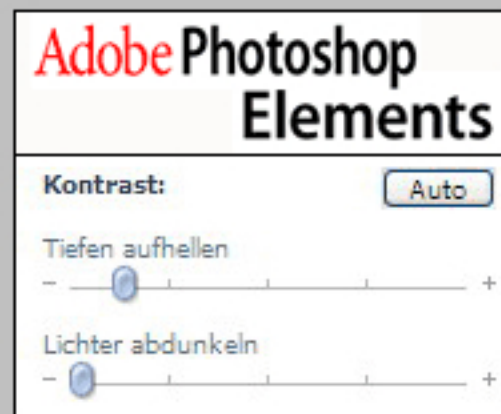 Adobe Photoshop
Elements
Kontrast:
Auto
Tiefen aufhellen
- +
Lichter abdunkeln
- +